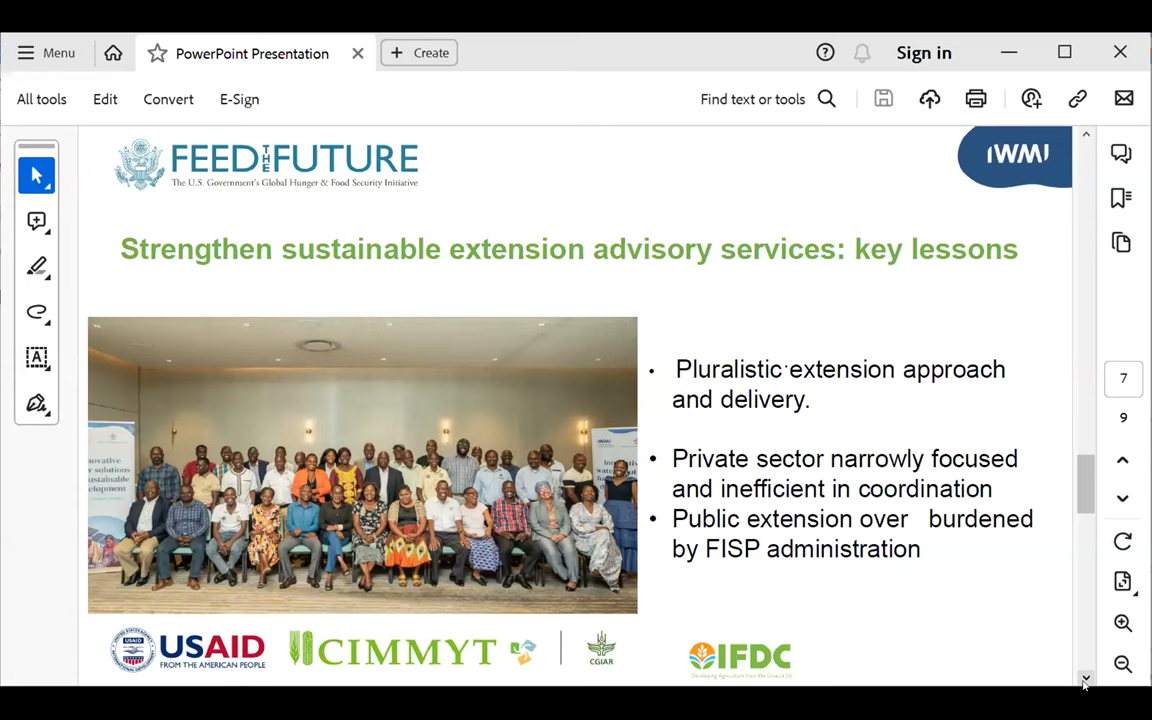 Menu
PowerPoint Presentation
Create
Sign in
All tools
Edit
Convert
E-Sign
Find text or tools
FEED THE FUTURE
The U.S. Government's Global Hunger & Food Security Initiative
IWMI
Strengthen sustainable extension advisory services: key lessons
• Pluralistic extension approach
and delivery.
• Private sector narrowly focused
and inefficient in coordination
• Public extension over burdened
by FISP administration
7
9
USAID
FROM THE AMERICAN PEOPLE
CIMMYT
CGIAR
IFDC